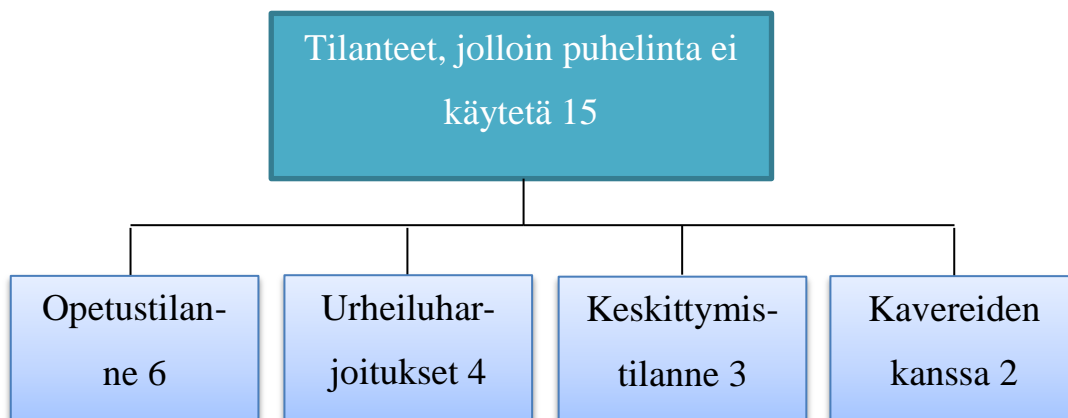 Tilanteet, jolloin puhelinta ei
käytetä 15
Opetustilan-
ne 6
Urheiluhar-
joitukset 4
Keskittymis-
tilanne 3
Kavereiden
kanssa 2